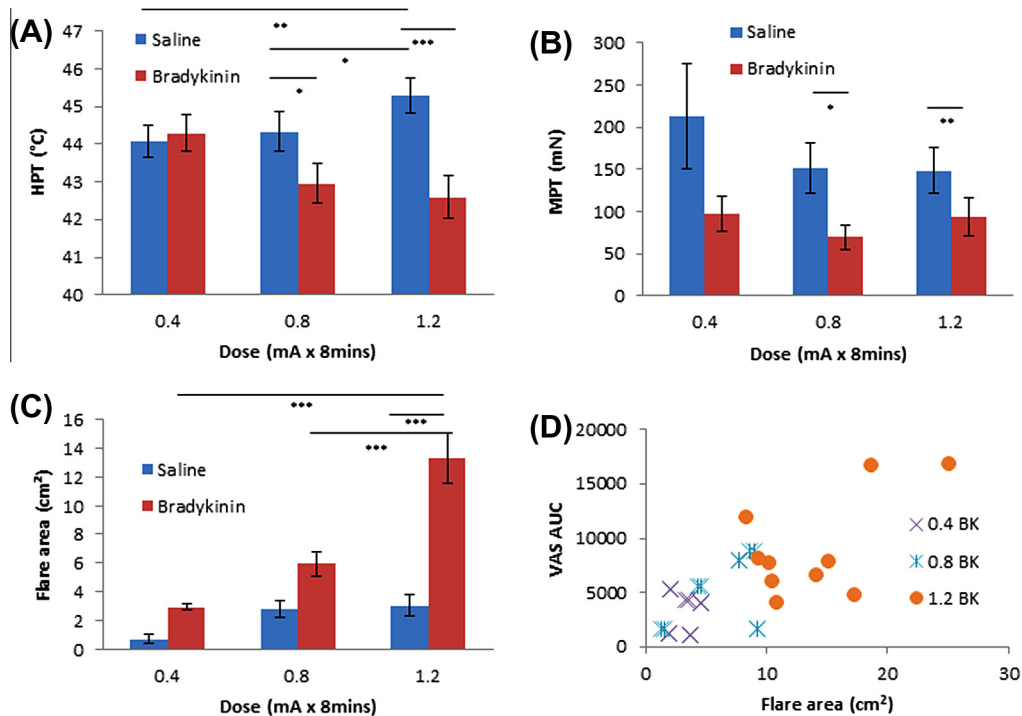 (A)
47
46
45
44
43
42
41
40
HPT (°C)
Saline
Bradykinin
**
*
***
*
0.4
0.8
1.2
Dose (mA x 8mins)
(B)
300
250
200
150
100
50
0
MPT (mN)
Saline
Bradykinin
*
**
0.4
0.8
1.2
Dose (mA x 8mins)
(C)
16
14
12
10
8
6
4
2
0
Flare area (cm²)
Saline
Bradykinin
***
***
***
0.4
0.8
1.2
Dose (mA x 8mins)
(D)
20000
15000
10000
5000
0
VAS AUC
0.4 BK
0.8 BK
1.2 BK
0
10
20
30
Flare area (cm²)